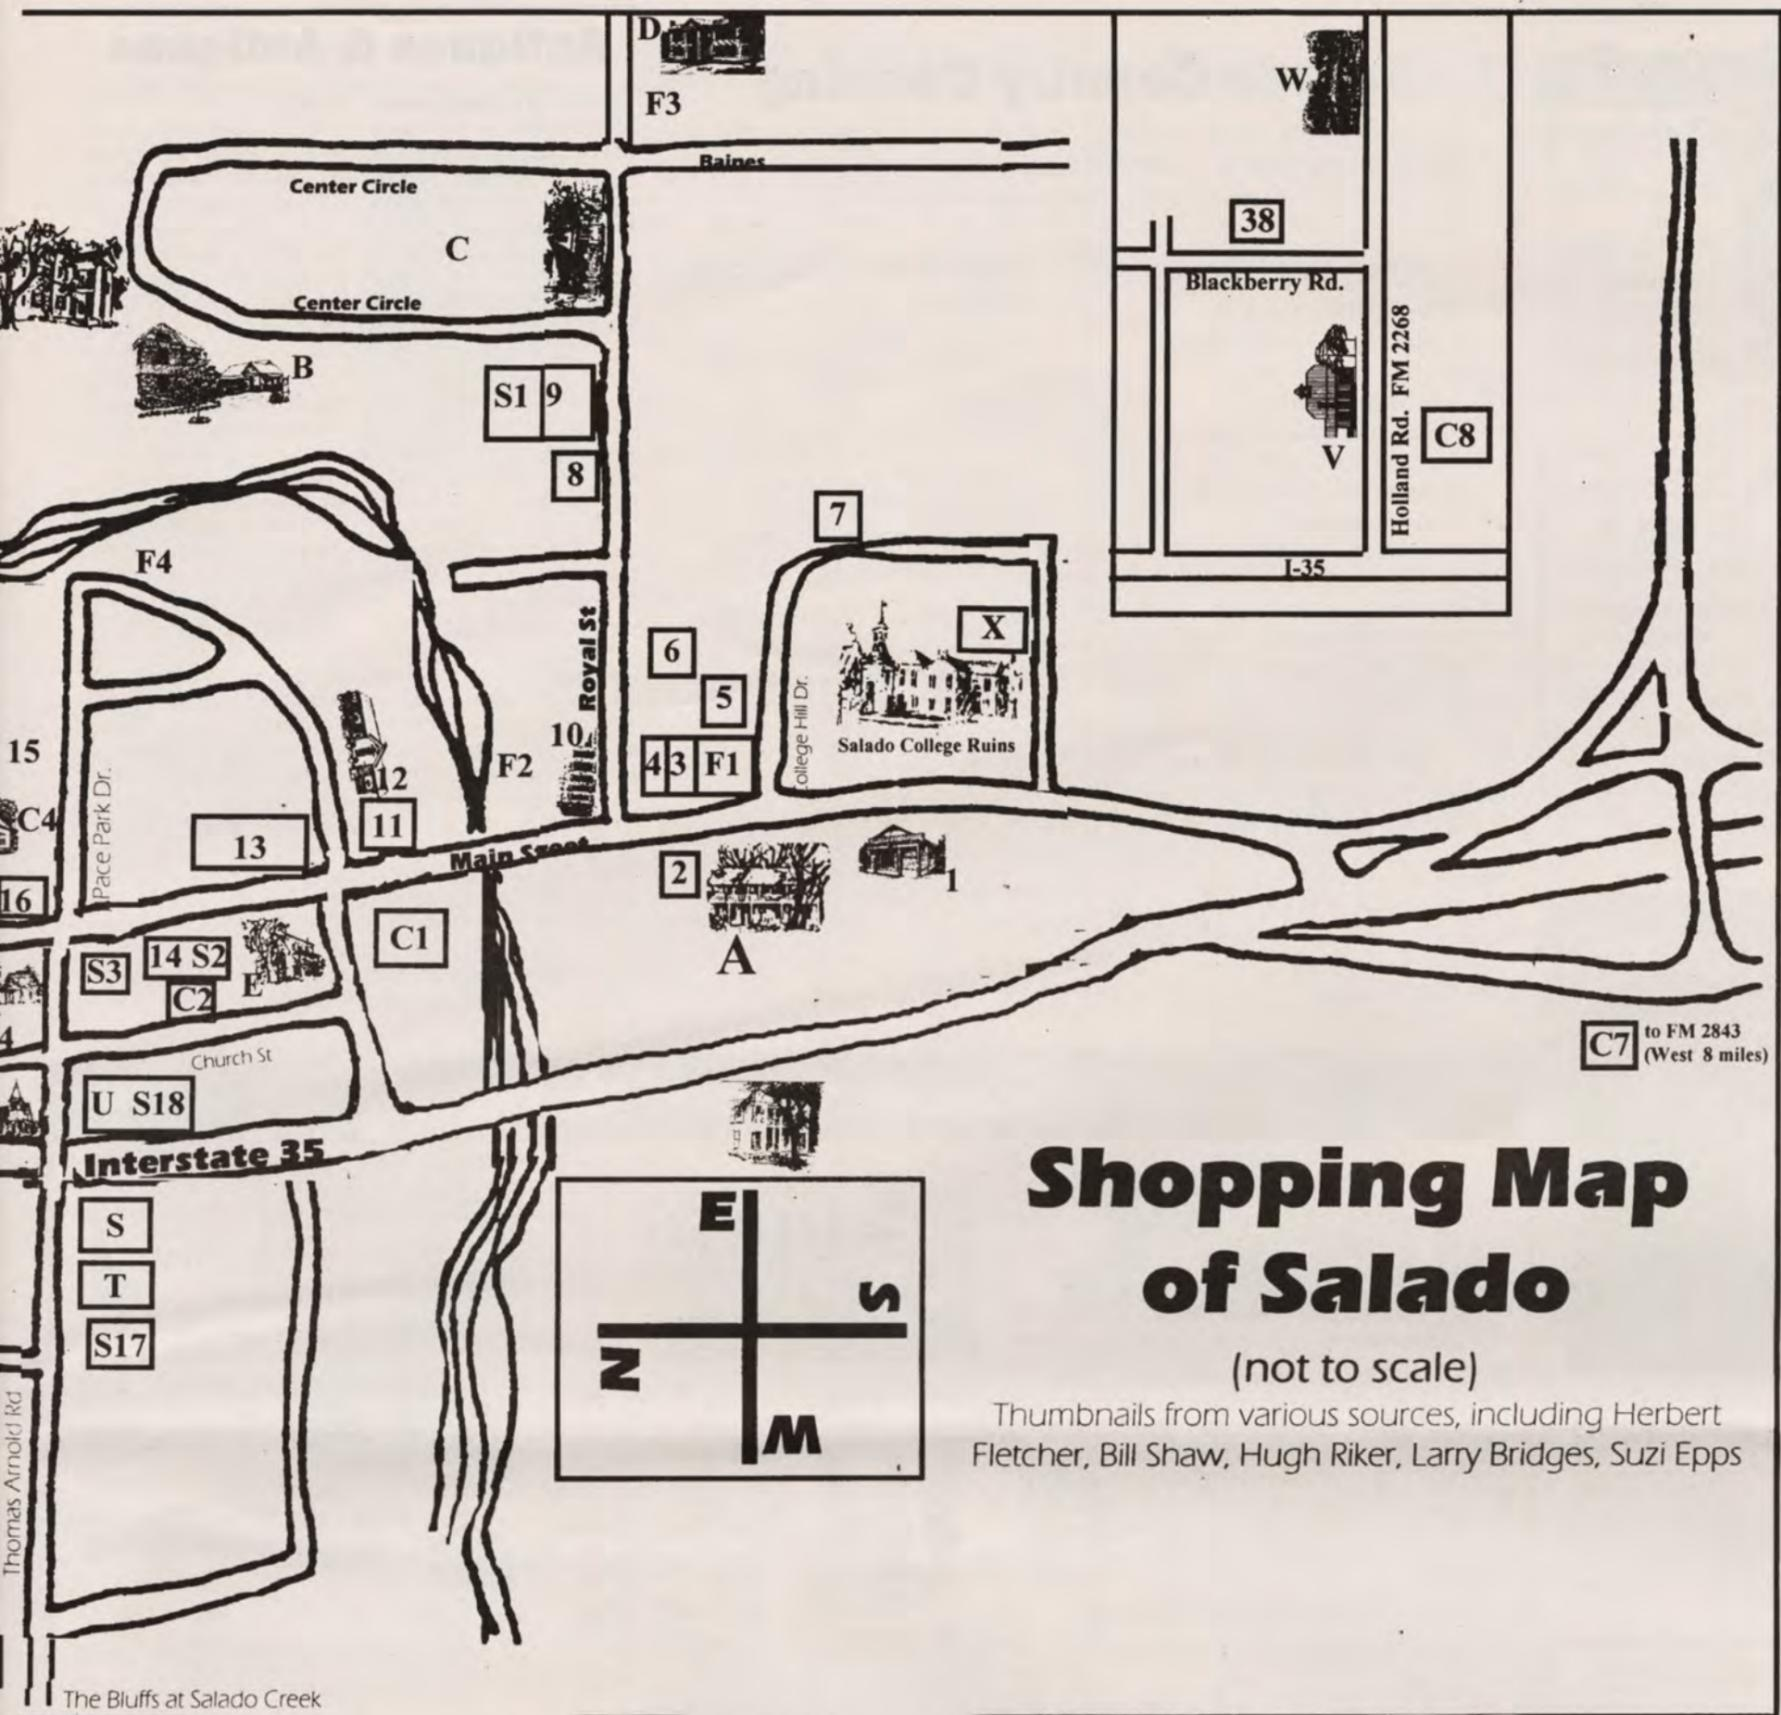 D
F3
W
Baines
Center Circle
C
38
Blackberry Rd.
Center Circle
B
S1 9
Holland Rd. FM 2268
C8
V
8
7
F4
I-35
Royal St
6
X
5
College Hill Dr.
Salado College Ruins
15
10
12
F2
4 3 F1
C4
Pace Park Dr.
11
13
Main Sreet
2
1
16
C1
A
S3
14 S2
E
C2
4
Church St
C7
to FM 2843
(West 8 miles)
U S18
Interstate 35
S
T
S17
E
S
N
W
Shopping Map
of Salado
(not to scale)
Thumbnails from various sources, including Herbert
Fletcher, Bill Shaw, Hugh Riker, Larry Bridges, Suzi Epps
Thomas Arnold Rd
The Bluffs at Salado Creek